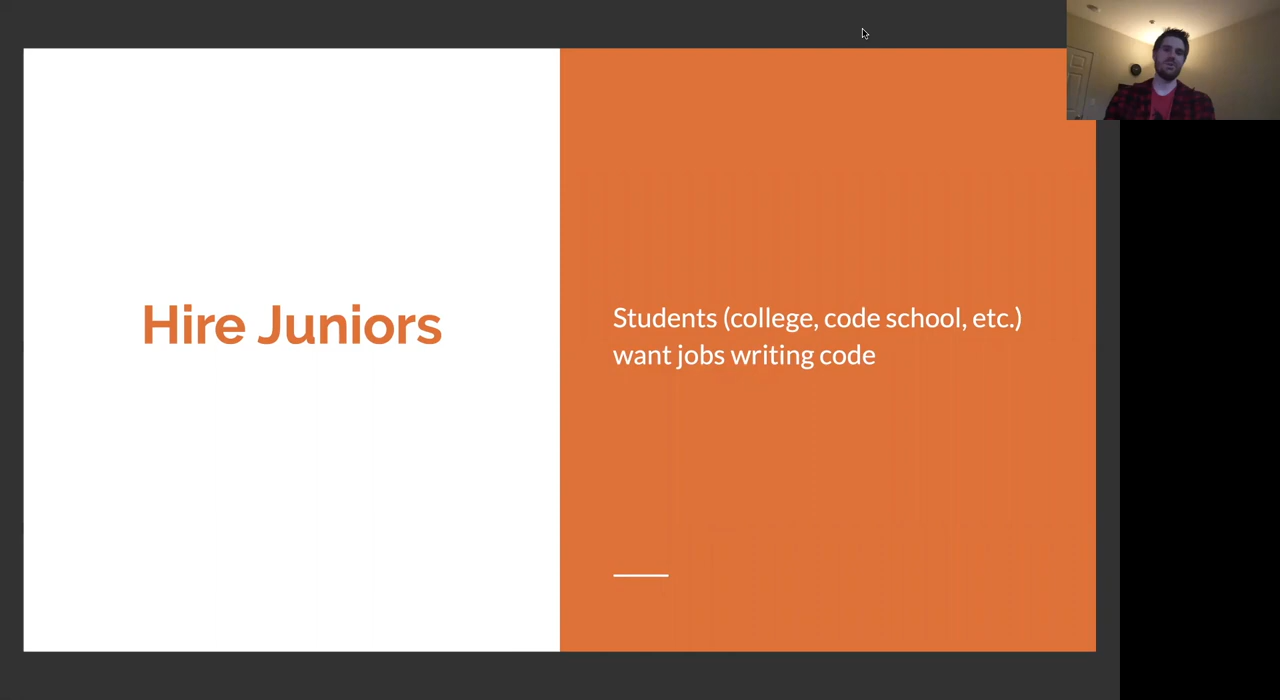 Hire Juniors
Students (college, code school, etc.)
want jobs writing code